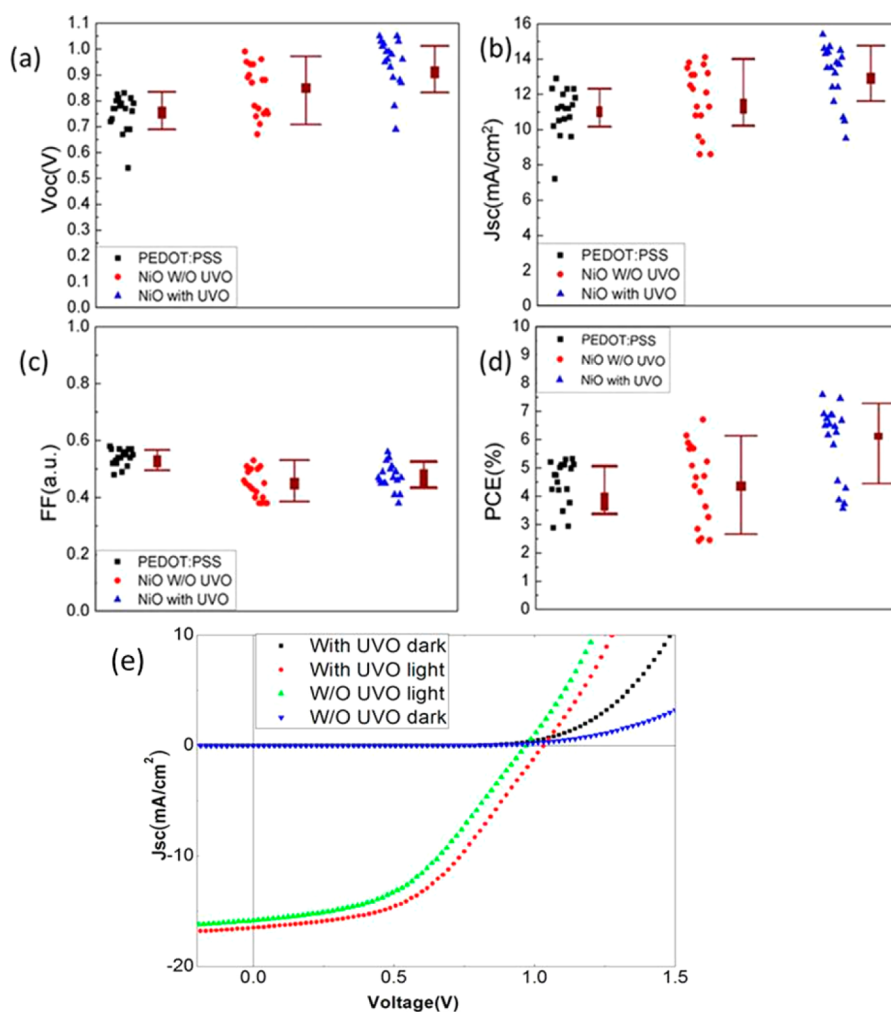 (a)
Voc(V)
1.1
1.0
0.9
0.8
0.7
0.6
0.5
0.4
0.3
0.2
0.1
0.0
PEDOT:PSS
NiO W/O UVO
NiO with UVO
(b)
Jsc(mA/cm²)
16
14
12
10
8
6
4
2
0
PEDOT:PSS
NiO W/O UVO
NiO with UVO
(c)
FF(a.u.)
1.0
0.8
0.6
0.4
0.2
0.0
PEDOT:PSS
NiO W/O UVO
NiO with UVO
(d)
PCE(%)
10
9
8
7
6
5
4
3
2
1
0
PEDOT:PSS
NiO W/O UVO
NiO with UVO
(e)
Jsc(mA/cm²)
10
0
-10
-20
With UVO dark
With UVO light
W/O UVO light
W/O UVO dark
0.0 0.5 1.0 1.5
Voltage(V)